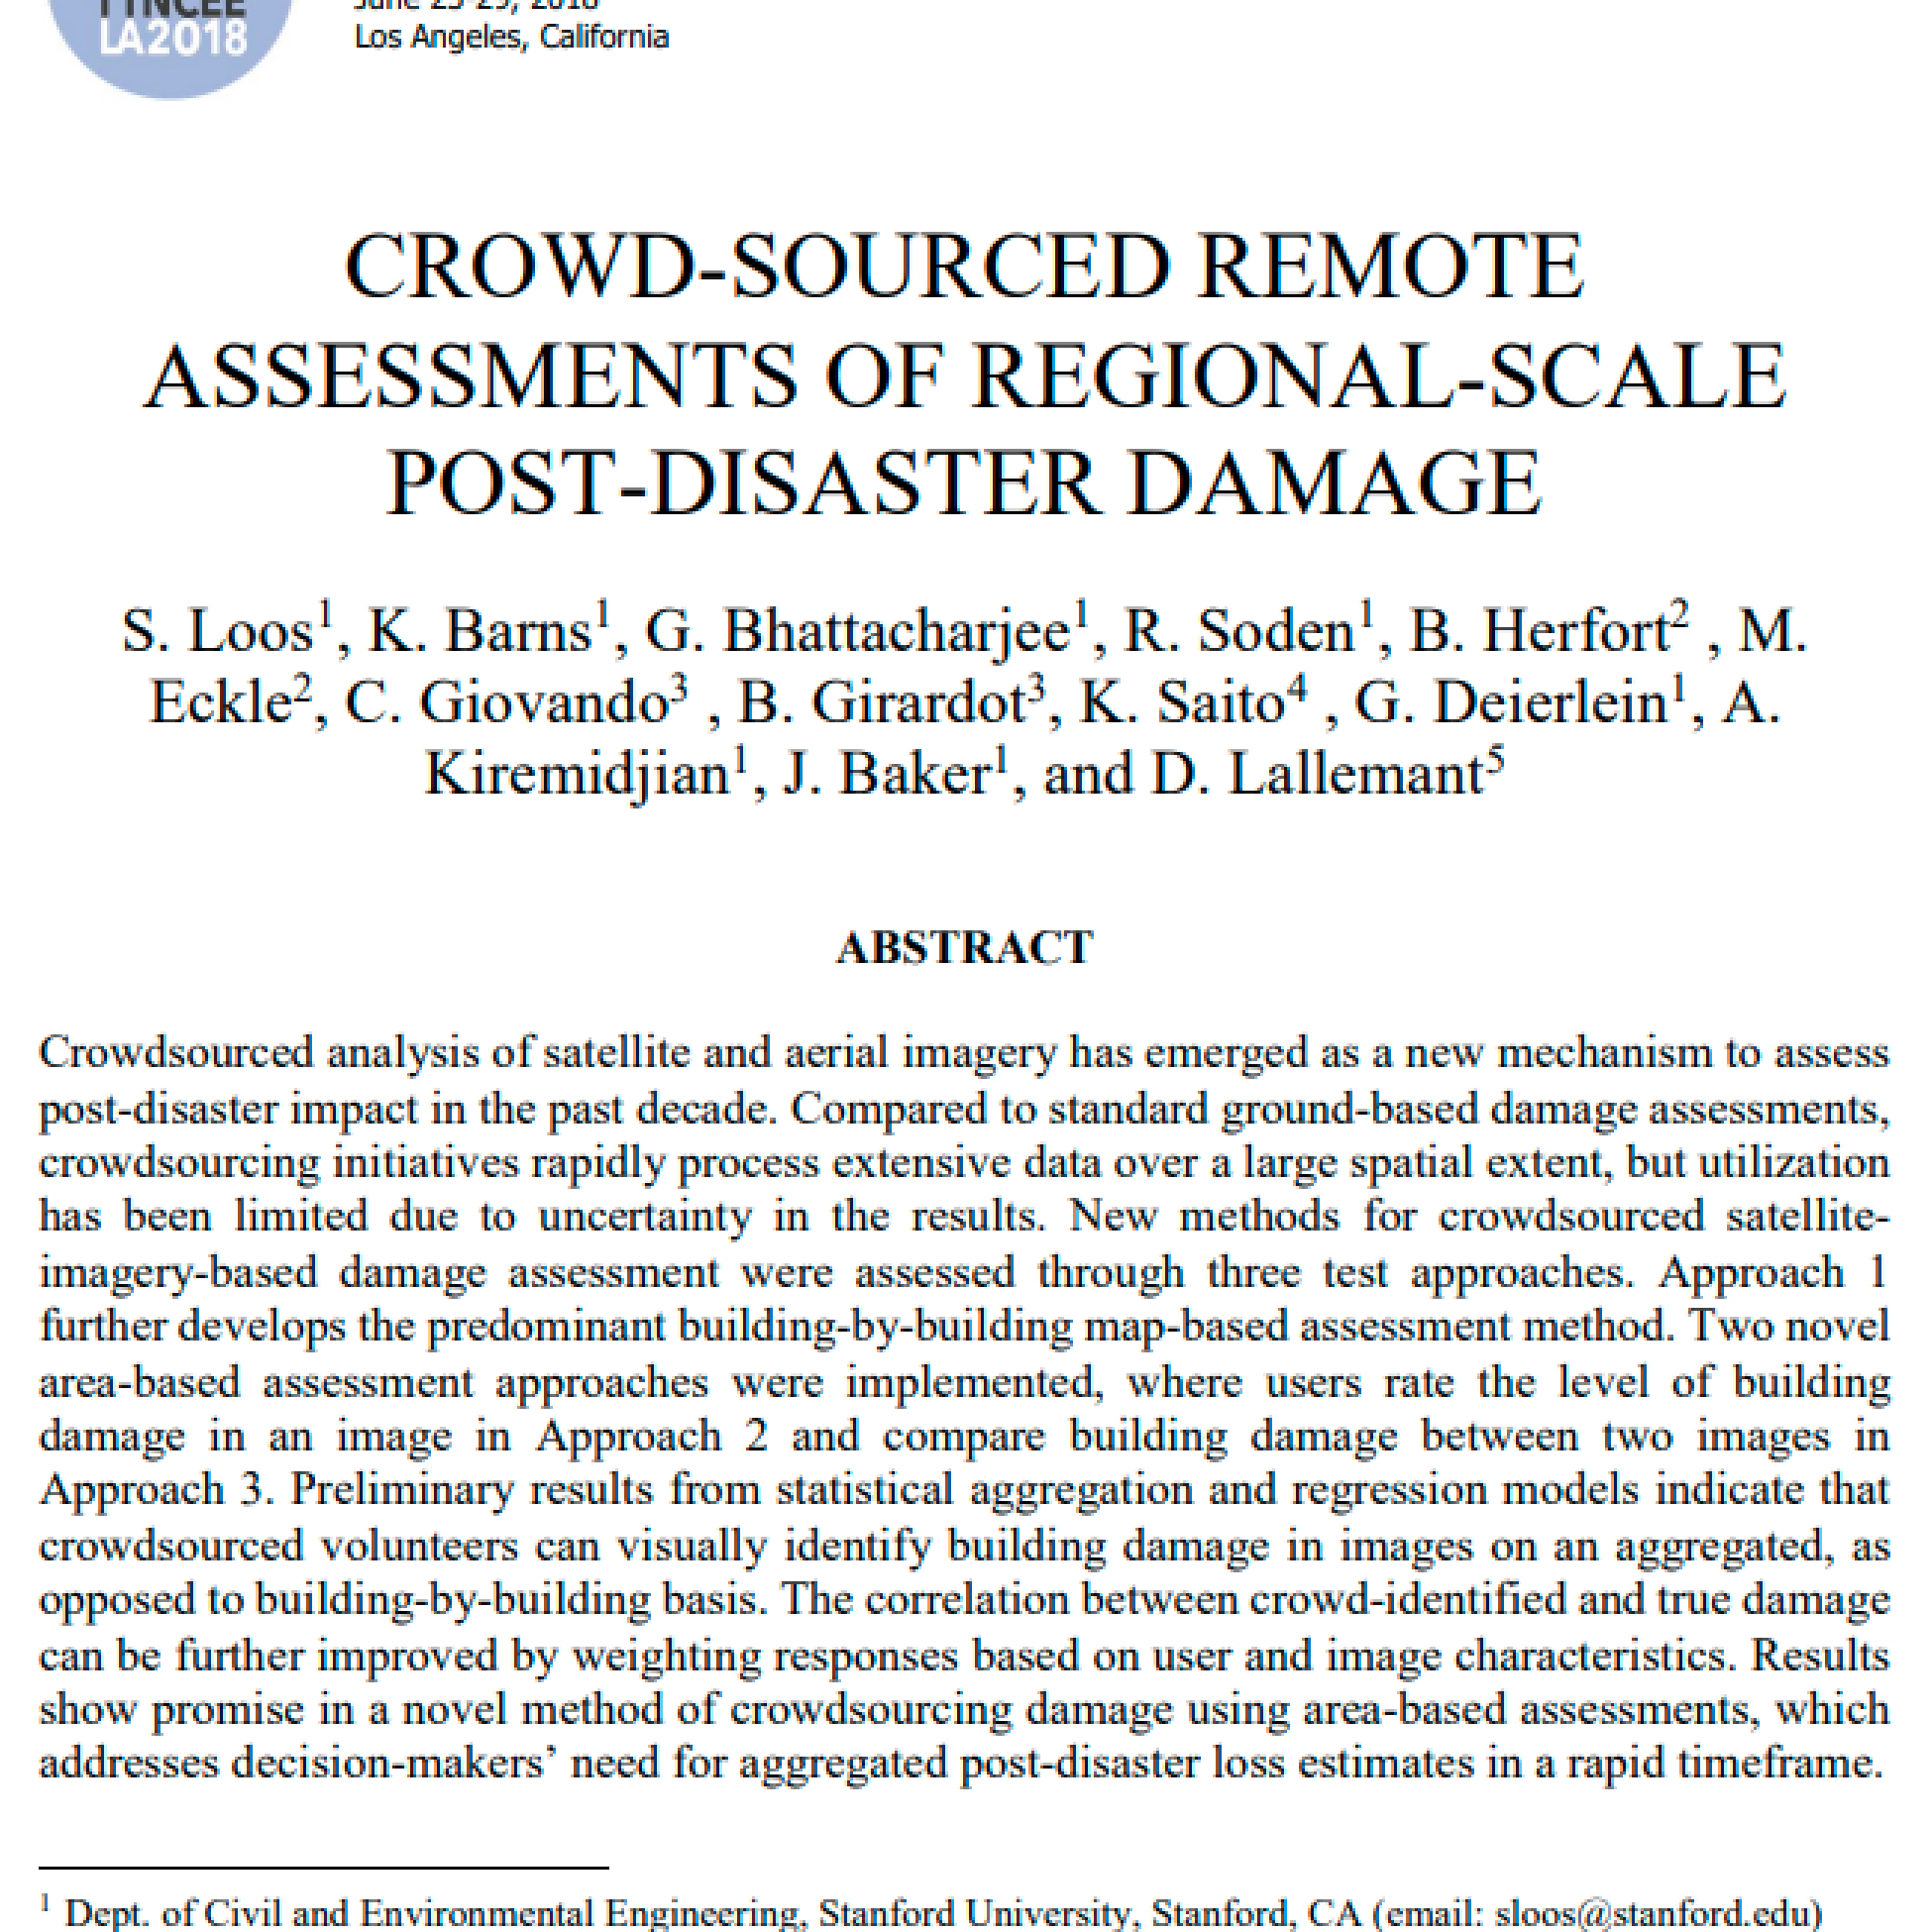 11NCEE
LA2018
June 25-29, 2018
Los Angeles, California
CROWD-SOURCED REMOTE
ASSESSMENTS OF REGIONAL-SCALE
POST-DISASTER DAMAGE
S. Loos1, K. Barns1, G. Bhattacharjee1, R. Soden1, B. Herfort2 , M.
Eckle2, C. Giovando3 , B. Girardot3, K. Saito4 , G. Deierlein1, A.
Kiremidjian1, J. Baker1, and D. Lallemant5
ABSTRACT
Crowdsourced analysis of satellite and aerial imagery has emerged as a new mechanism to assess
post-disaster impact in the past decade. Compared to standard ground-based damage assessments,
crowdsourcing initiatives rapidly process extensive data over a large spatial extent, but utilization
has been limited due to uncertainty in the results. New methods for crowdsourced satellite-
imagery-based damage assessment were assessed through three test approaches. Approach 1
further develops the predominant building-by-building map-based assessment method. Two novel
area-based assessment approaches were implemented, where users rate the level of building
damage in an image in Approach 2 and compare building damage between two images in
Approach 3. Preliminary results from statistical aggregation and regression models indicate that
crowdsourced volunteers can visually identify building damage in images on an aggregated, as
opposed to building-by-building basis. The correlation between crowd-identified and true damage
can be further improved by weighting responses based on user and image characteristics. Results
show promise in a novel method of crowdsourcing damage using area-based assessments, which
addresses decision-makers’ need for aggregated post-disaster loss estimates in a rapid timeframe.
1 Dept. of Civil and Environmental Engineering, Stanford University, Stanford, CA (email: sloos@stanford.edu)